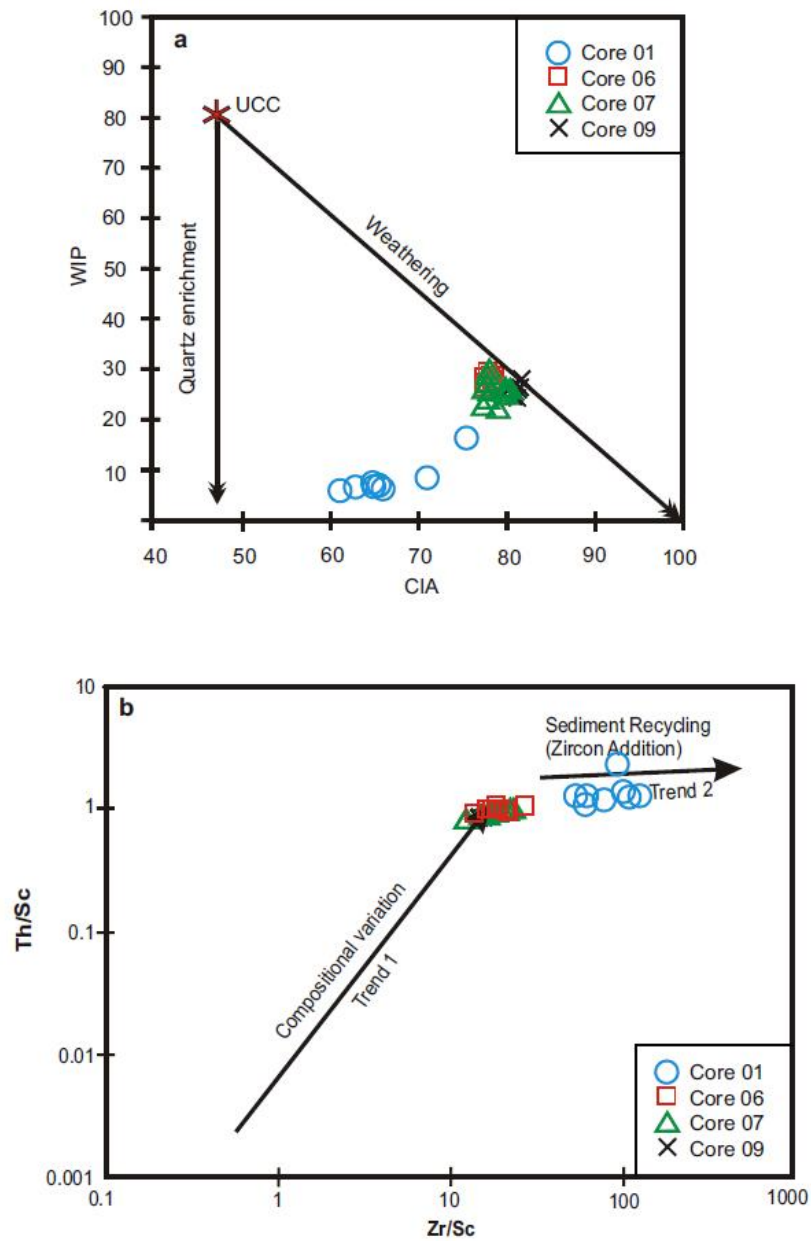 a
100
90
80
70
60
50
40
30
20
10
WIP
UCC
Quartz enrichment
Weathering
Core 01
Core 06
Core 07
Core 09
40
50
60
70
80
90
100
CIA
b
10
1
0.1
0.01
0.001
Th/Sc
Sediment Recycling
(Zircon Addition)
Trend 2
Compositional variation
Trend 1
Core 01
Core 06
Core 07
Core 09
0.1
1
10
100
1000
Zr/Sc